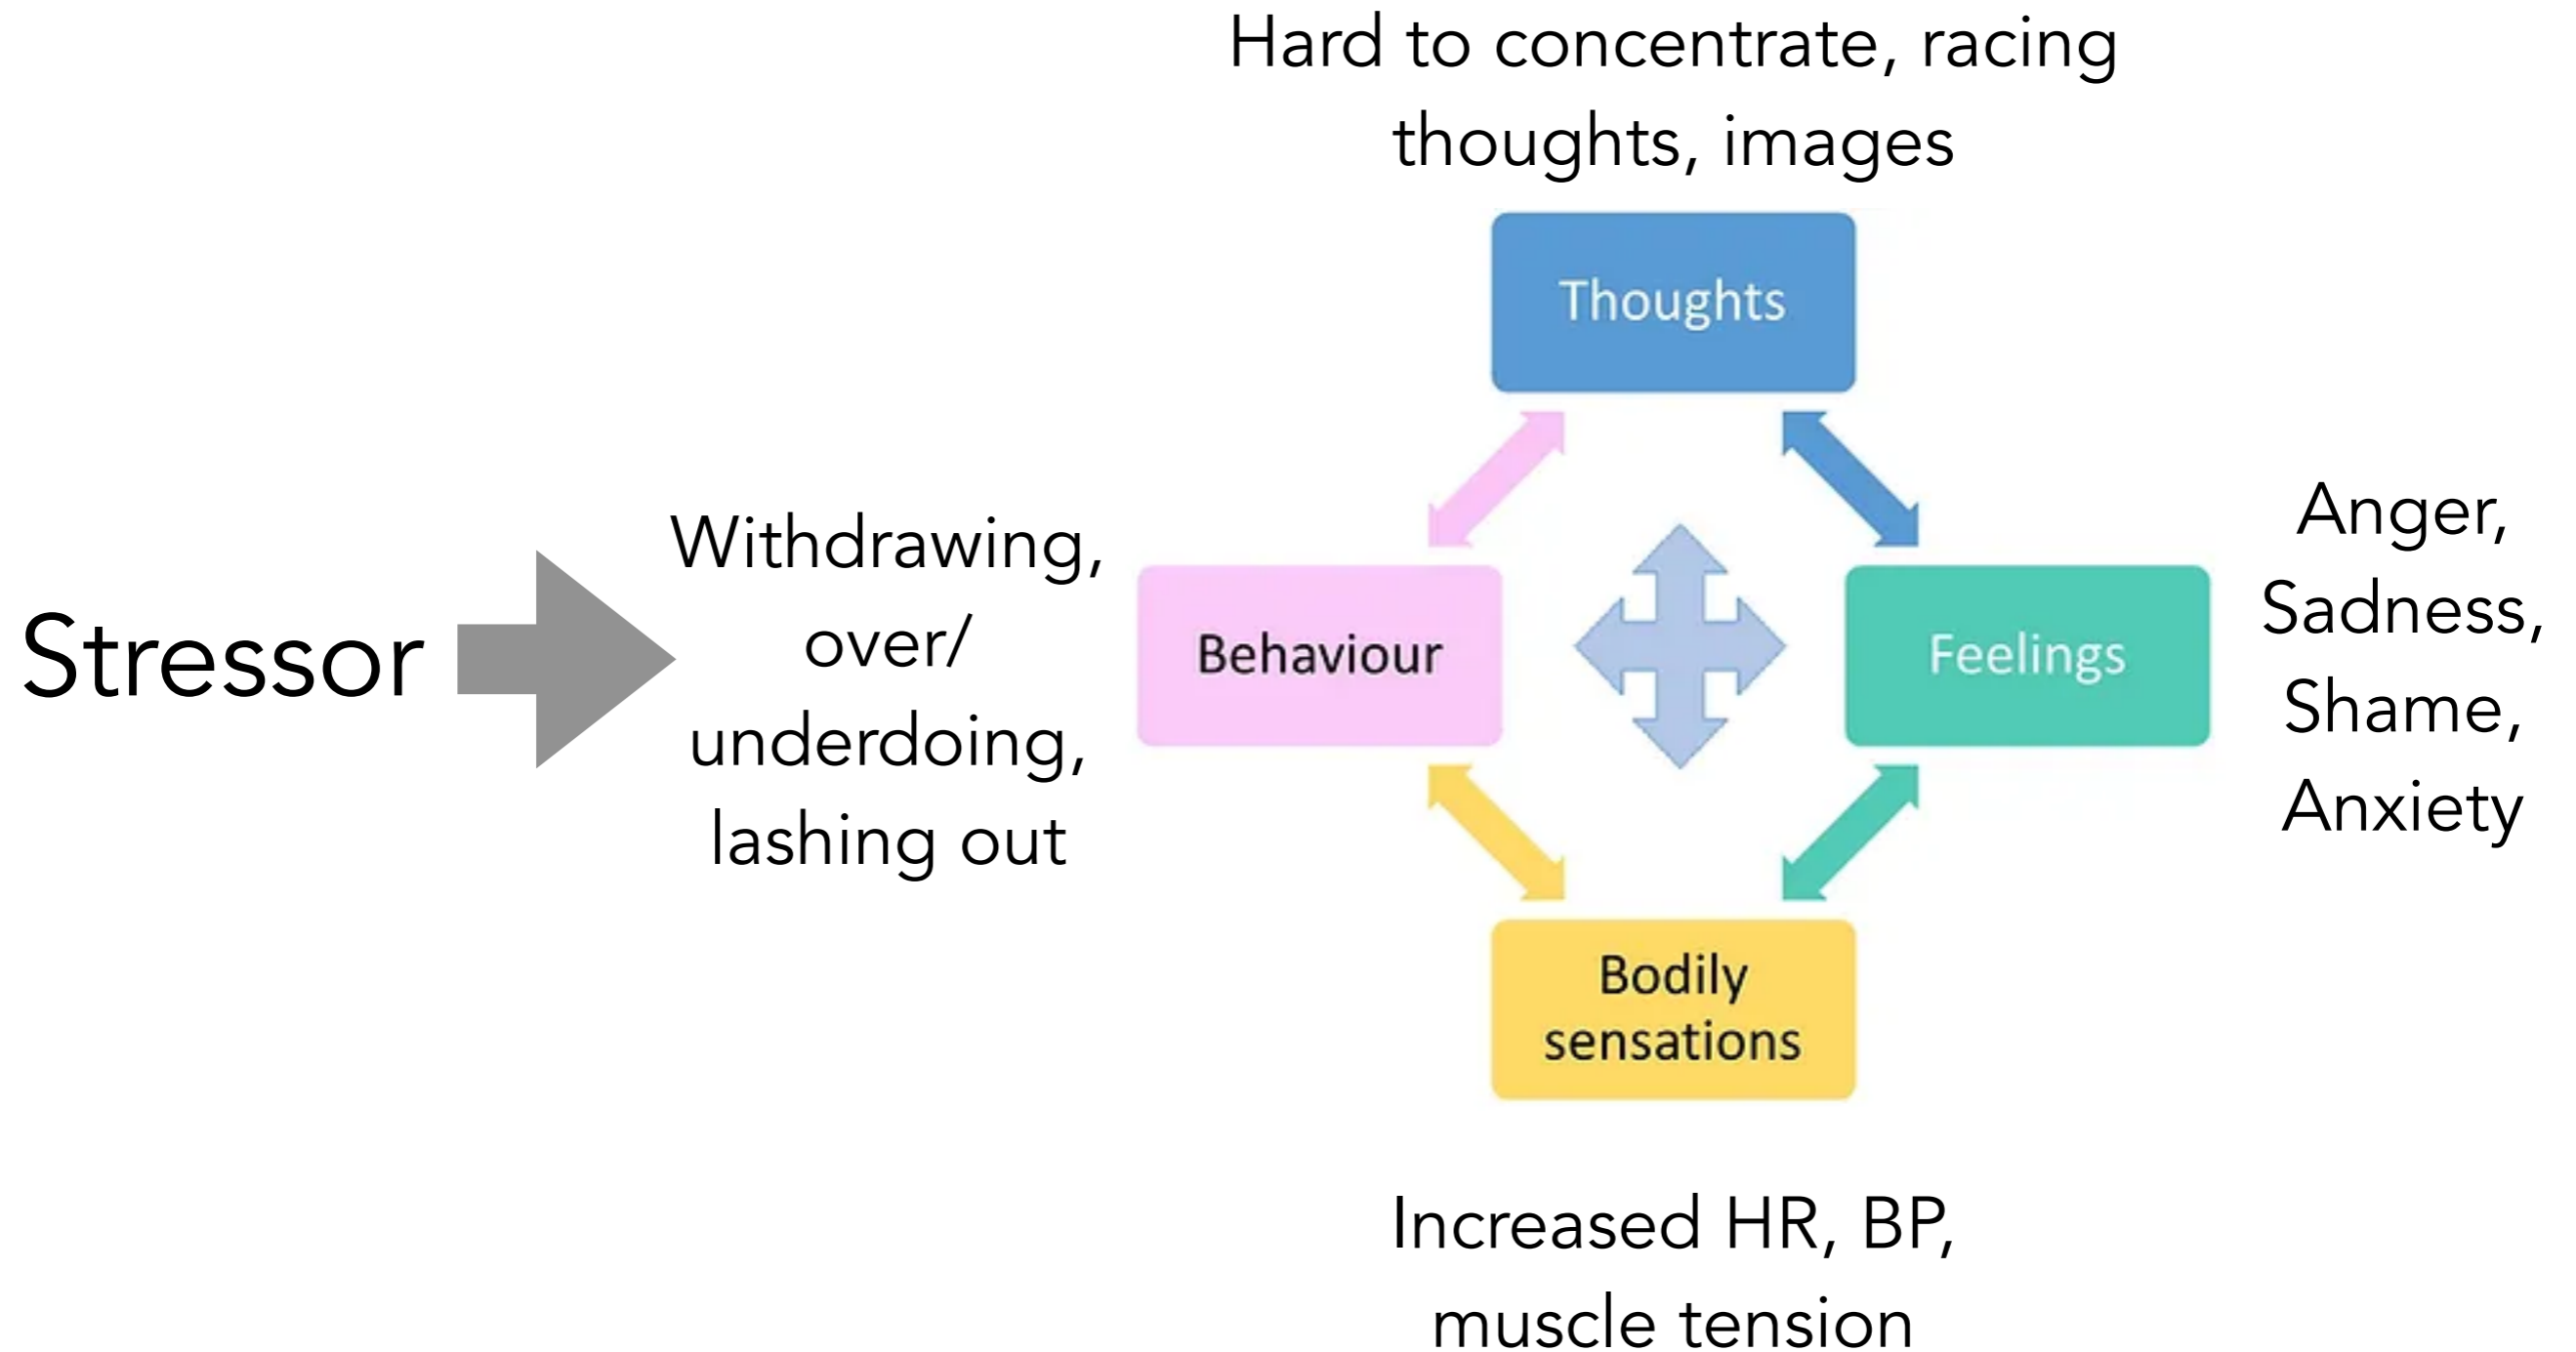 Hard to concentrate, racing
thoughts, images
Thoughts
Stressor
Withdrawing,
over/
underdoing,
lashing out
Behaviour
Feelings
Anger,
Sadness,
Shame,
Anxiety
Bodily
sensations
Increased HR, BP,
muscle tension